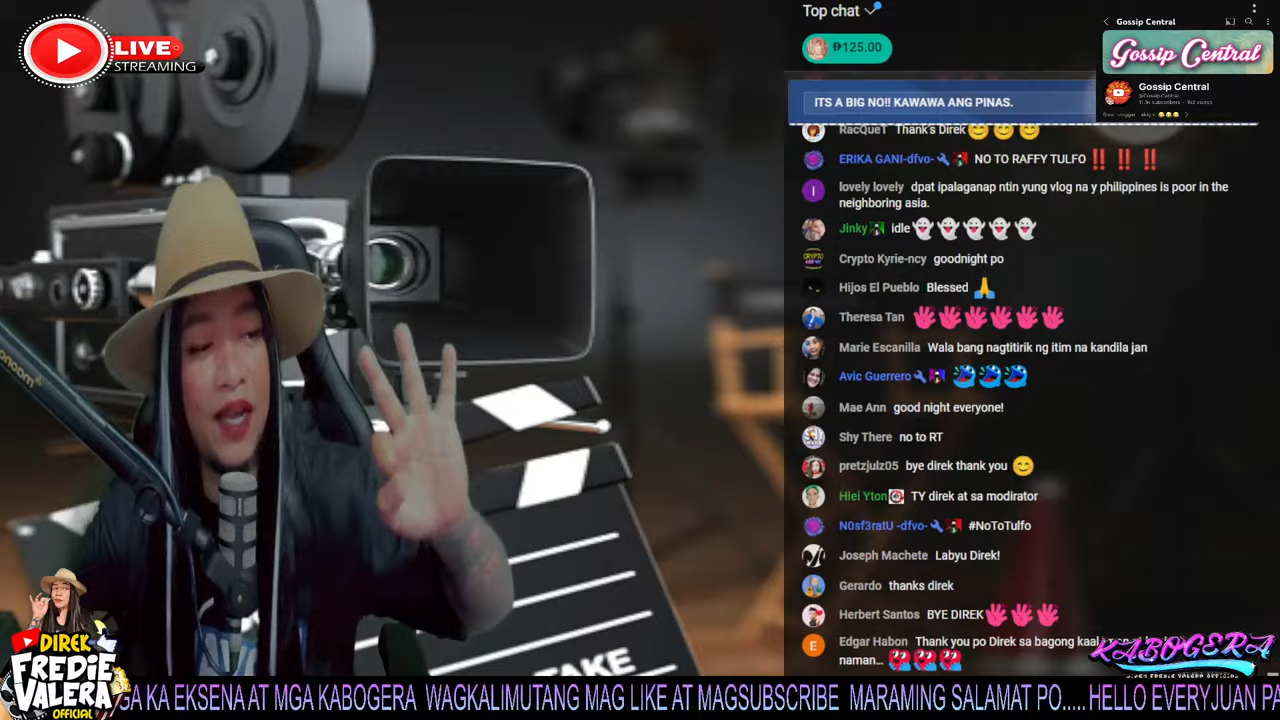 LIVE
STREAMING
Top chat
₱125.00
Gossip Central
Gossip Central
Gossip Central
ITS A BIG NO!! KAWAWA ANG PINAS.
RacQueT Thank's Direk😊😊😊
ERIKA GANI-dfvo- NO TO RAFFY TULFO ‼️ ‼️ ‼️
lovely lovely dpat ipalaganap ntin yung vlog na y philippines is poor in the
neighboring asia.
Jinky idle👻👻👻👻👻
Crypto Kyrie-ncy goodnight po
Hijos El Pueblo Blessed 🙏
Theresa Tan
Marie Escanilla Wala bang nagtitirik ng itim na kandila jan
Avic Guerrero
Mae Ann good night everyone!
Shy There no to RT
pretzjulz05 bye direk thank you 😊
Hiei Yton TY direk at sa modirator
N0sf3ratU -dfvo- #NoToTulfo
Joseph Machete Labyu Direk!
Gerardo thanks direk
Herbert Santos BYE DIREK
Edgar Habon Thank you po Direk sa bagong
naman...
KABOGERA
DIREK FREDIE VALERA OFFICIAL
TAKE
DIREK
FREDiE
VALERA
OFFICIAL
GA KA EKSENA AT MGA KABOGERA WAGKALIMUTANG MAG LIKE AT MAGSUBSCRIBE MARAMING SALAMAT PO..... HELLO EVERYJUAN PA